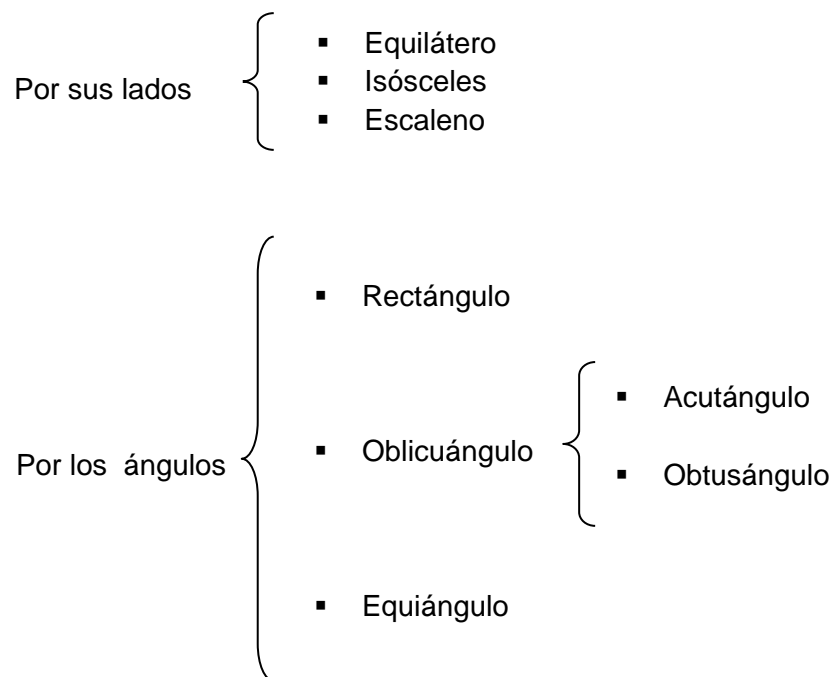 Por sus lados
▪ Equilátero
▪ Isósceles
▪ Escaleno
Por los ángulos
▪ Rectángulo
▪ Oblicuángulo
▪ Acutángulo
▪ Obtusángulo
▪ Equiángulo